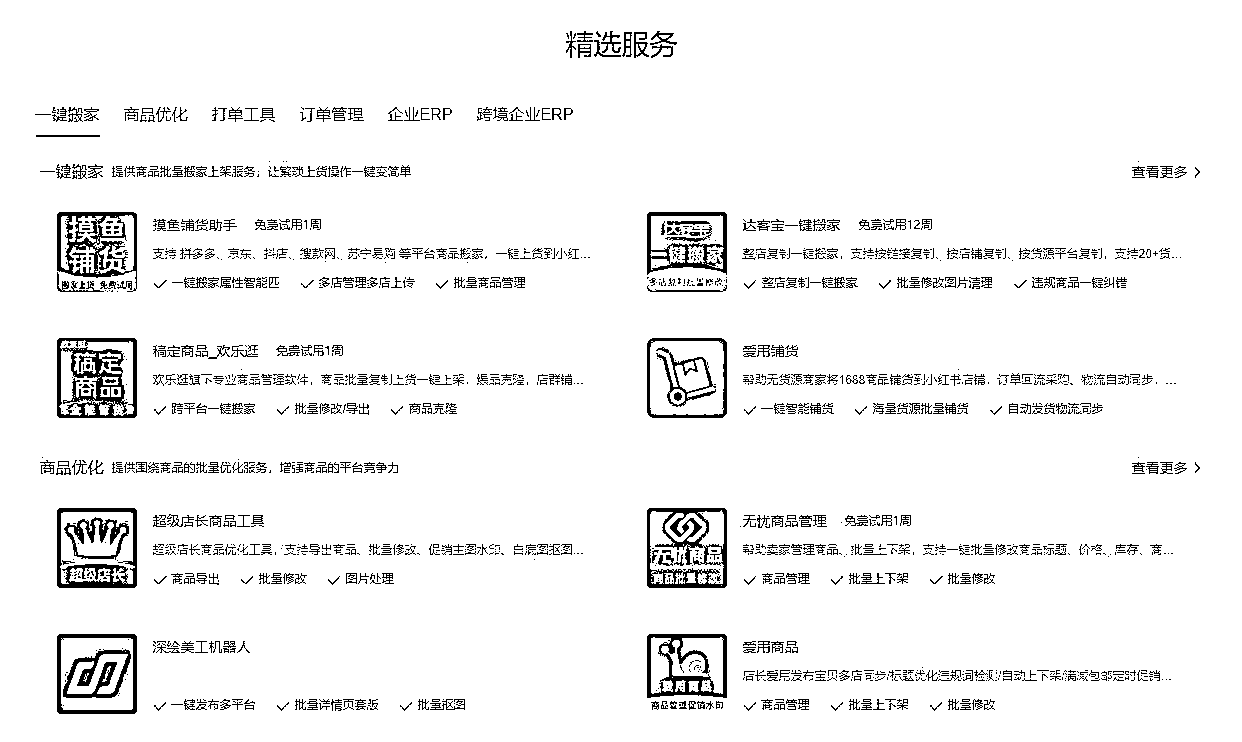 精选服务
一键搬家 商品优化 打单工具 订单管理 企业ERP 跨境企业ERP
一键搬家 提供商品批量搬家上架服务，让繁琐上货操作一键变简单 查看更多 >
摸鱼铺货
摸鱼铺货助手 免费试用1周
支持 拼多多、京东、抖店、搜款网、苏宁易购 等平台商品搬家，一键上货到小红...
一键搬家属性智能匹 多店管理多店上传 批量商品管理
达客宝一键搬家
达客宝一键搬家 免费试用12周
整店复制一键搬家，支持按链接复制、按店铺复制、按货源平台复制，支持20+货...
整店复制一键搬家 批量修改图片清理 违规商品一键纠错
稿定商品
稿定商品_欢乐逛 免费试用1周
欢乐逛旗下专业商品管理软件，商品批量复制上货一键上架，爆品克隆，店群铺...
跨平台一键搬家 批量修改/导出 商品克隆
爱用铺货
帮助无货源商家将1688商品铺货到小红书店铺，订单回流采购、物流自动同步，...
一键智能铺货 海量货源批量铺货 自动发货物流同步
商品优化 提供围绕商品的批量优化服务，增强商品的平台竞争力 查看更多 >
超级店长
超级店长商品工具
超级店长商品优化工具，支持导出商品、批量修改、促销主图水印、白底图抠图...
商品导出 批量修改 图片处理
无忧商品
商品批量修改
无忧商品管理 免费试用1周
帮助卖家管理商品、批量上下架，支持一键批量修改商品标题、价格、库存、商...
商品管理 批量上下架 批量修改
深绘美工机器人
一键发布多平台 批量详情页套版 批量抠图
爱用商品
商品管理促销水印
爱用商品
店长爱用发布宝贝多店同步/标题优化违规词检测/自动上下架/满减包邮定时促销...
商品管理 批量上下架 批量修改